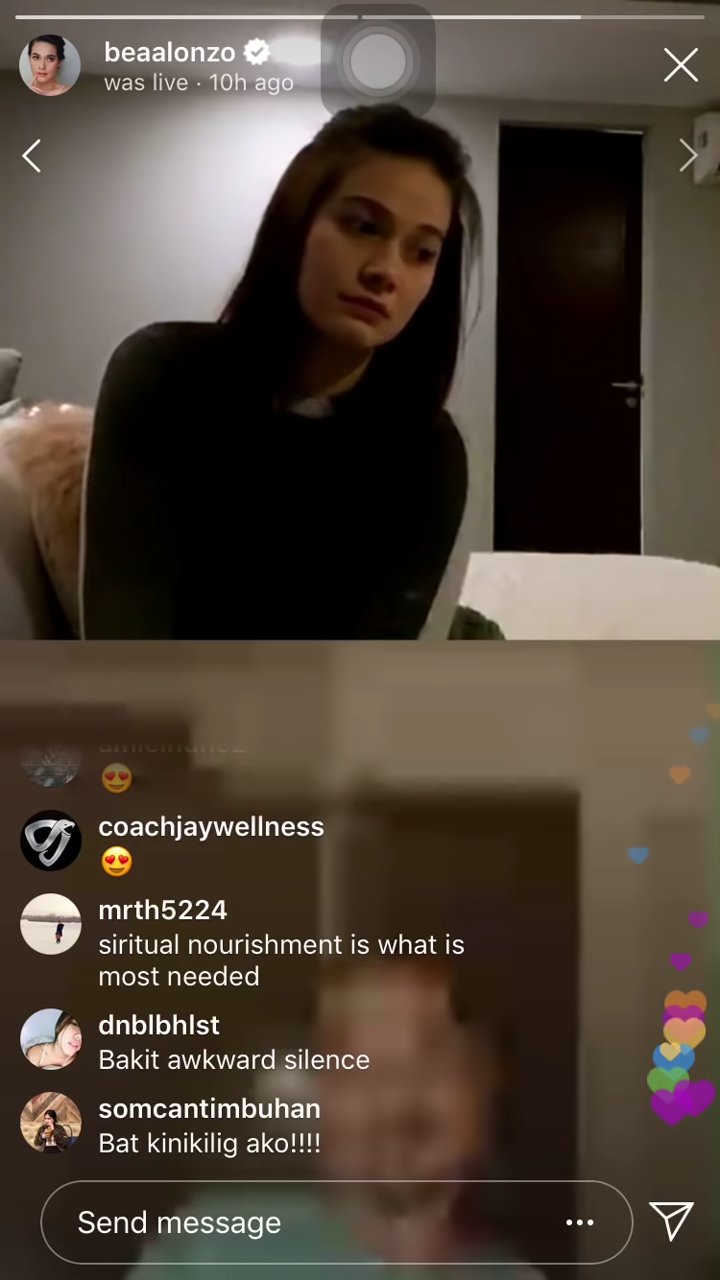 beaalonzo
was live · 10h ago
coachjaywellness
😍
mrth5224
siritual nourishment is what is
most needed
dnblbhlst
Bakit awkward silence
somcantimbuhan
Bat kinikilig ako!!!!
Send message